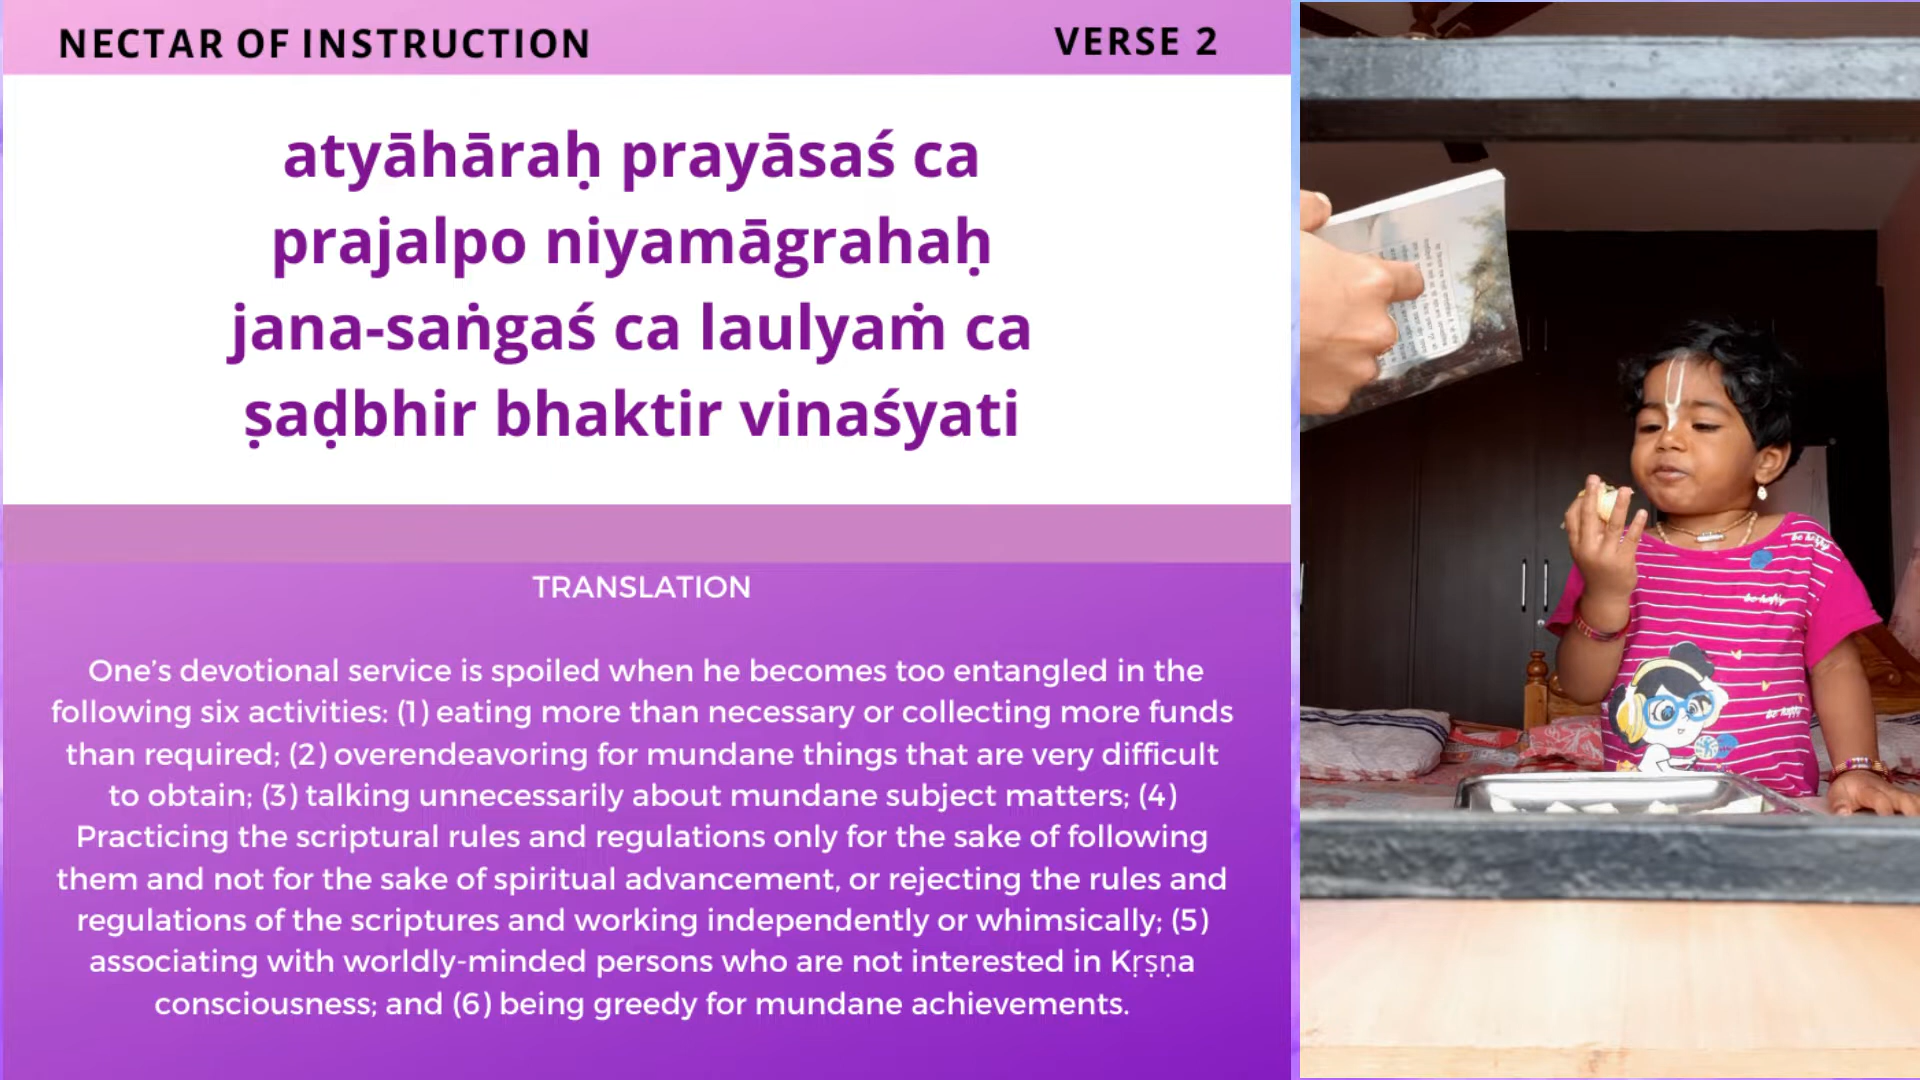 NECTAR OF INSTRUCTION
VERSE 2
atyāhāraḥ prayāsaś ca
prajalpo niyamāgrahaḥ
jana-saṅgaś ca laulyaṁ ca
ṣaḍbhir bhaktir vinaśyati
TRANSLATION
One's devotional service is spoiled when he becomes too entangled in the
following six activities: (1) eating more than necessary or collecting more funds
than required; (2) overendeavoring for mundane things that are very difficult
to obtain; (3) talking unnecessarily about mundane subject matters; (4)
Practicing the scriptural rules and regulations only for the sake of following
them and not for the sake of spiritual advancement, or rejecting the rules and
regulations of the scriptures and working independently or whimsically; (5)
associating with worldly-minded persons who are not interested in Kṛṣṇa
consciousness; and (6) being greedy for mundane achievements.
be happy
be happy
be happy